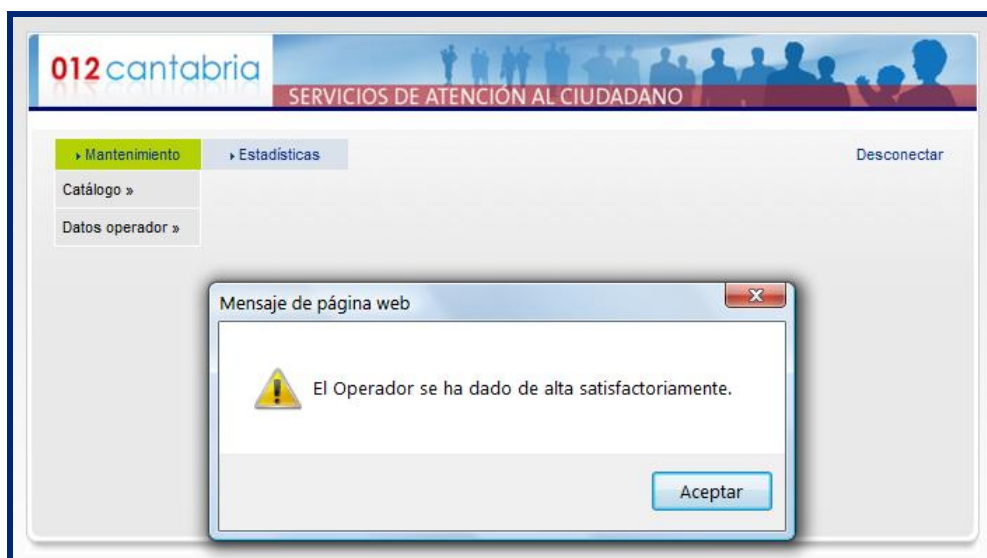 012 cantabria
SERVICIOS DE ATENCIÓN AL CIUDADANO
Mantenimiento Estadísticas Desconectar
Catálogo »
Datos operador »
Mensaje de página web
El Operador se ha dado de alta satisfactoriamente.
Aceptar